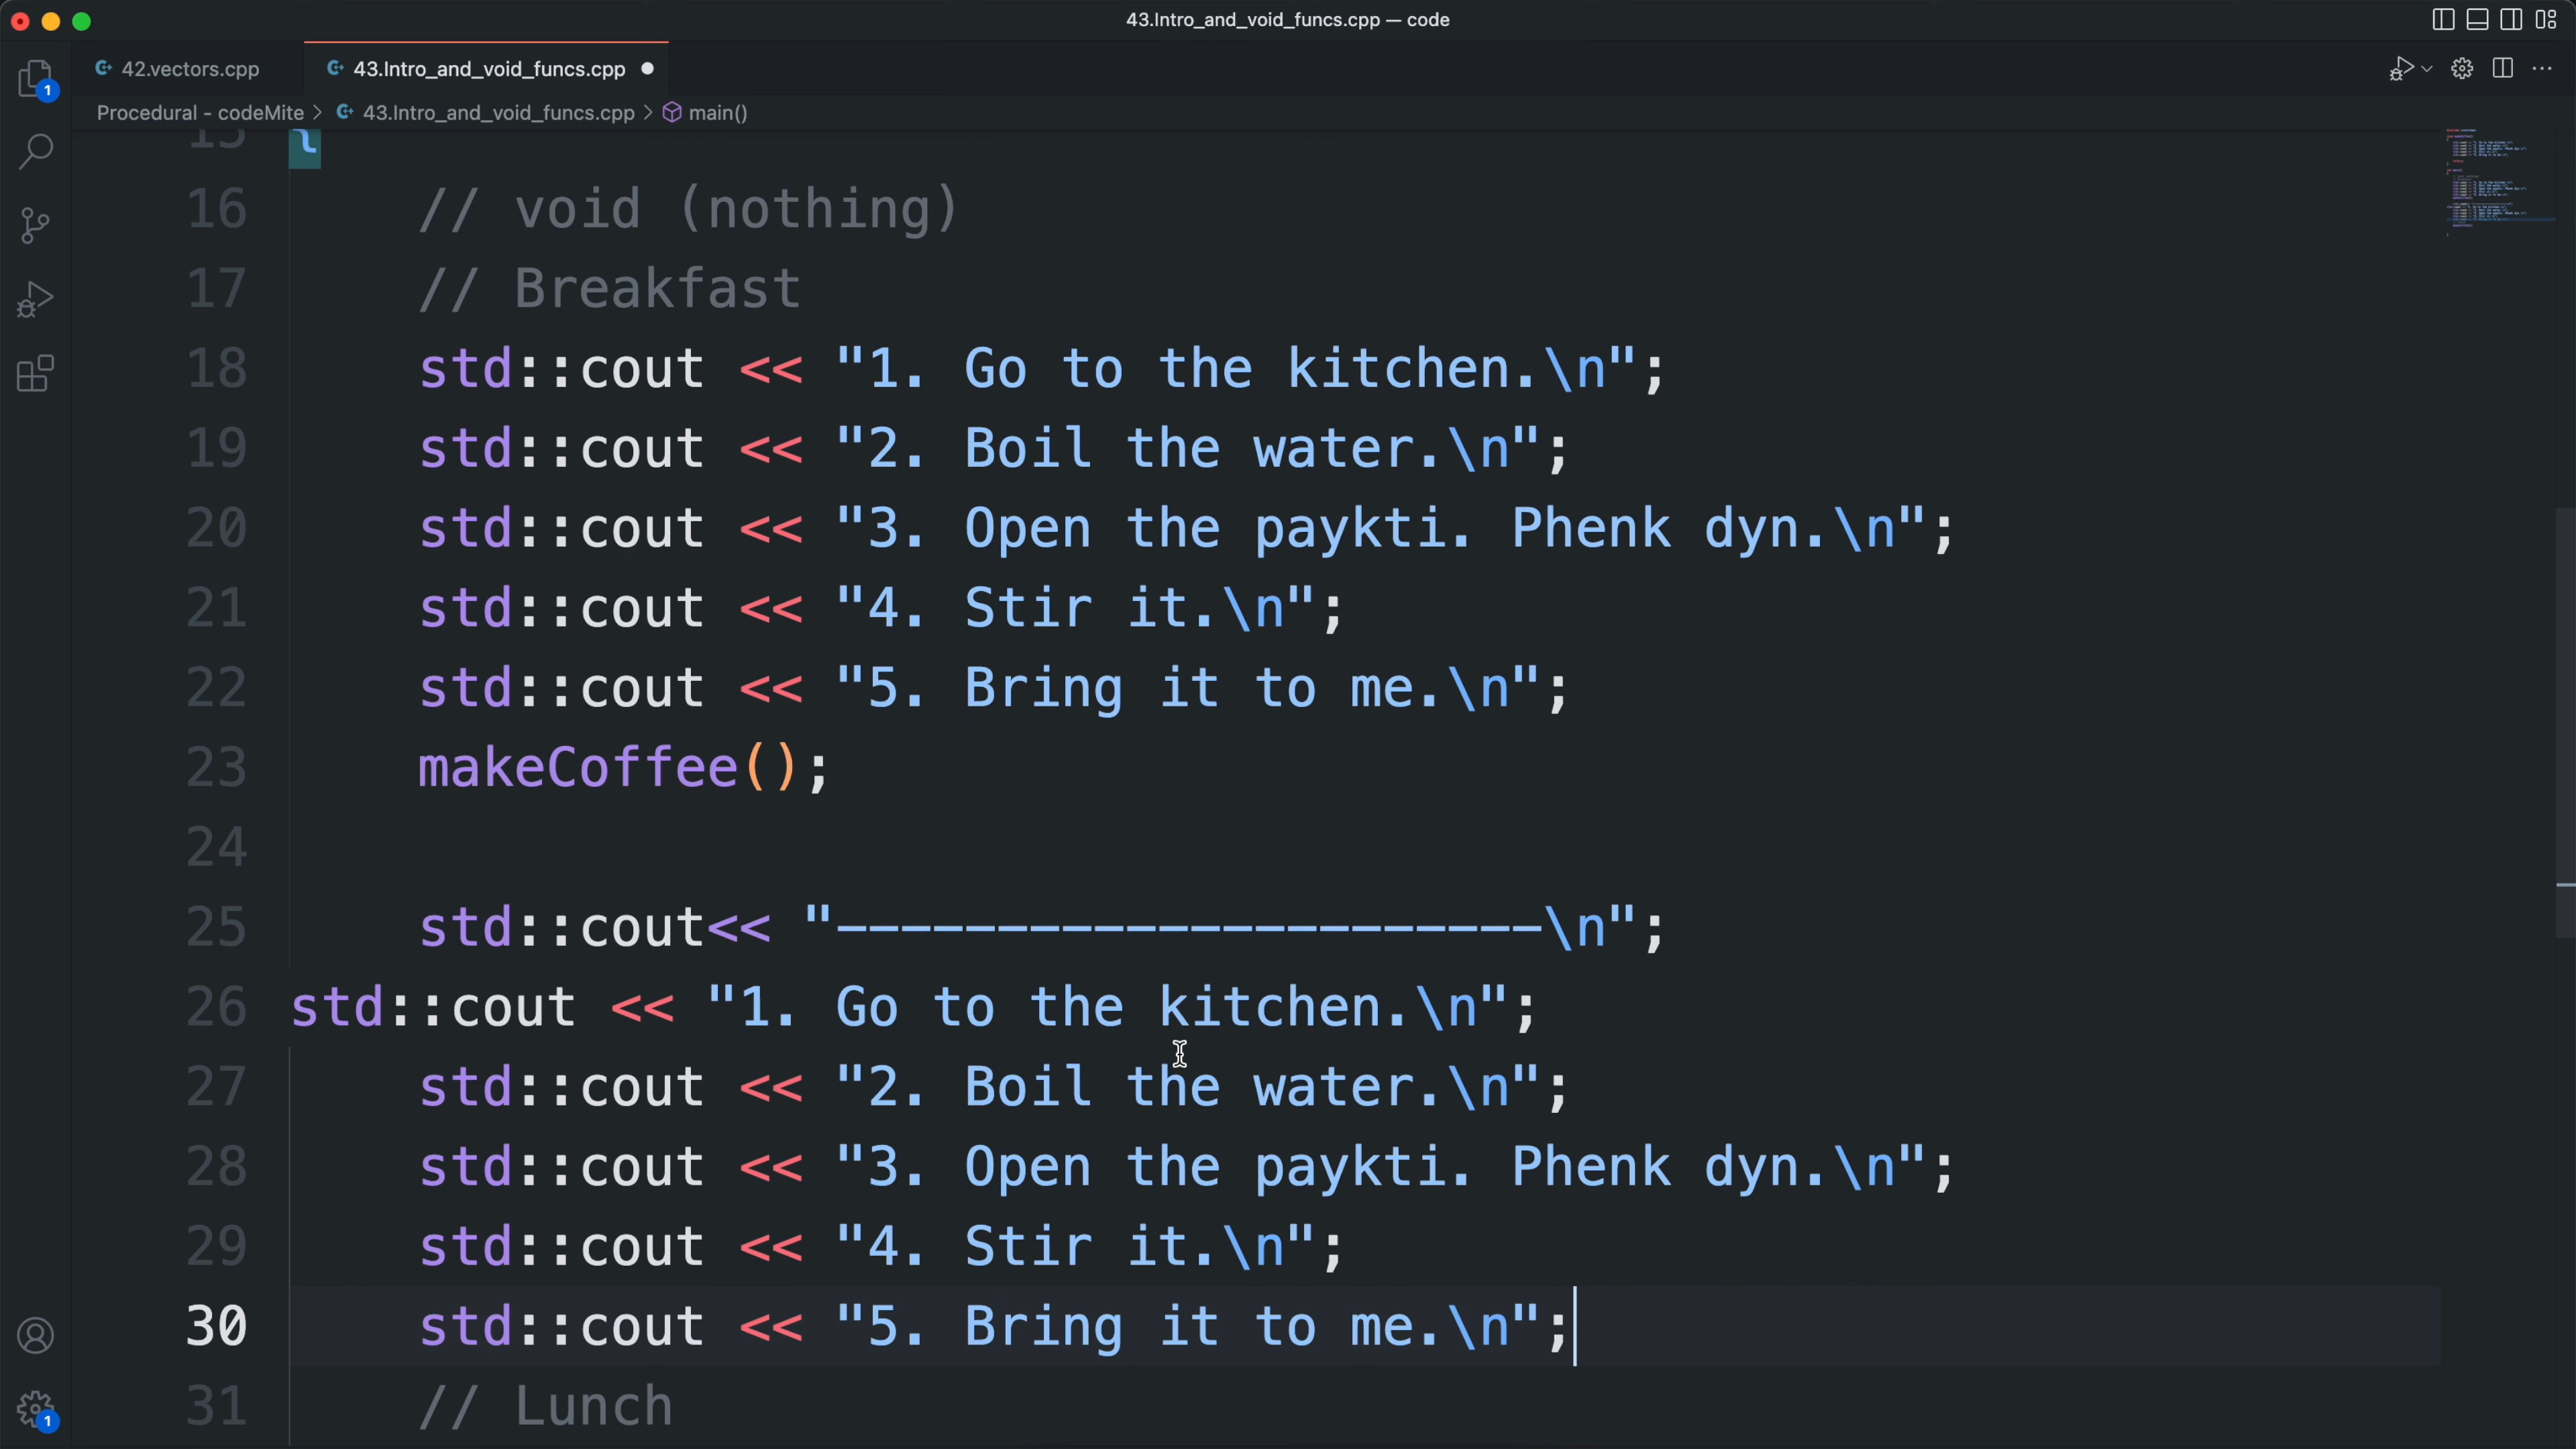 43.Intro_and_void_funcs.cpp — code
42.vectors.cpp
43.Intro_and_void_funcs.cpp
Procedural - codeMite > 43.Intro_and_void_funcs.cpp > main()
15 {
16 // void (nothing)
17 // Breakfast
18 std::cout << "1. Go to the kitchen.\n";
19 std::cout << "2. Boil the water.\n";
20 std::cout << "3. Open the paykti. Phenk dyn.\n";
21 std::cout << "4. Stir it.\n";
22 std::cout << "5. Bring it to me.\n";
23 makeCoffee();
24
25 std::cout<< "----------------------\n";
26 std::cout << "1. Go to the kitchen.\n";
27 std::cout << "2. Boil the water.\n";
28 std::cout << "3. Open the paykti. Phenk dyn.\n";
29 std::cout << "4. Stir it.\n";
30 std::cout << "5. Bring it to me.\n";
31 // Lunch
1
1